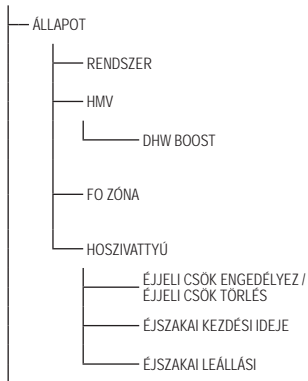 ÁLLAPOT
RENDSZER
HMV
DHW BOOST
FO ZÓNA
HOSZIVATTYÚ
ÉJJELI CSÖK ENGEDÉLYEZ /
ÉJJELI CSÖK TÖRLÉS
ÉJSZAKAI KEZDÉSI IDEJE
ÉJSZAKAI LEÁLLÁSI